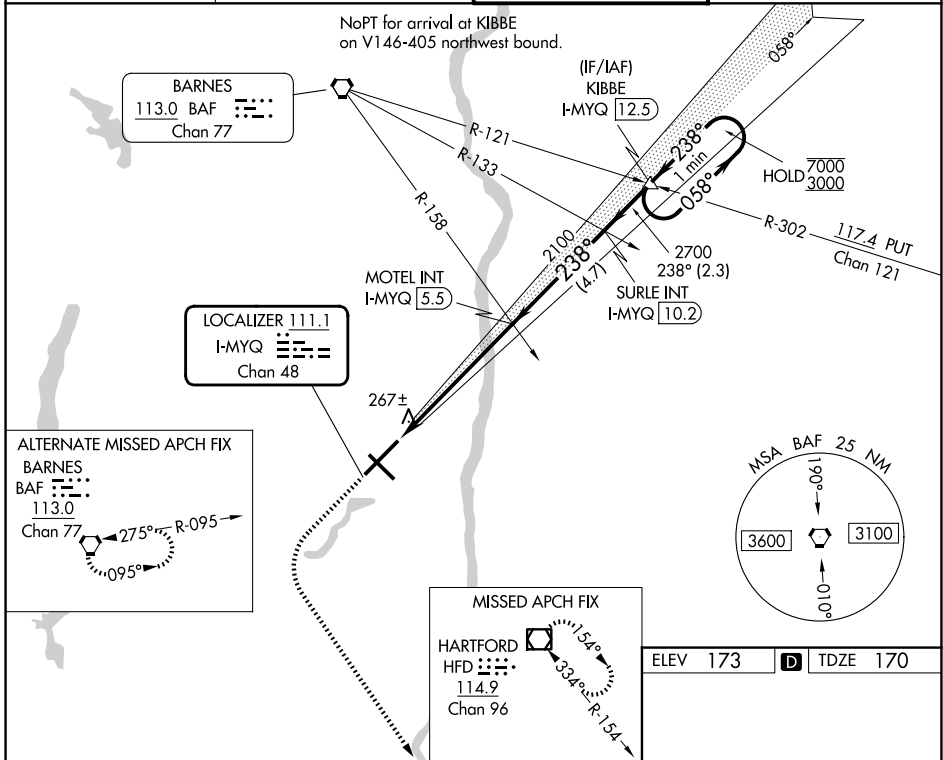 NoPT for arrival at KIBBE
on V146-405 northwest bound.
058°
BARNES
113.0 BAF
Chan 77
(IF/IAF)
KIBBE
I-MYQ 12.5
R-121
R-133
R-158
238°
1 min
058°
HOLD 7000
3000
R-302
117.4 PUT
Chan 121
2100
238°
(4.7)
2700
238° (2.3)
MOTEL INT
I-MYQ 5.5
SURLE INT
I-MYQ 10.2
LOCALIZER 111.1
I-MYQ
Chan 48
267±
ALTERNATE MISSED APCH FIX
BARNES
BAF
113.0
Chan 77
275°
R-095
095°
MSA BAF 25 NM
190°
3600
3100
010°
MISSED APCH FIX
HARTFORD
HFD
114.9
Chan 96
154°
334°
R-154
ELEV 173 D TDZE 170